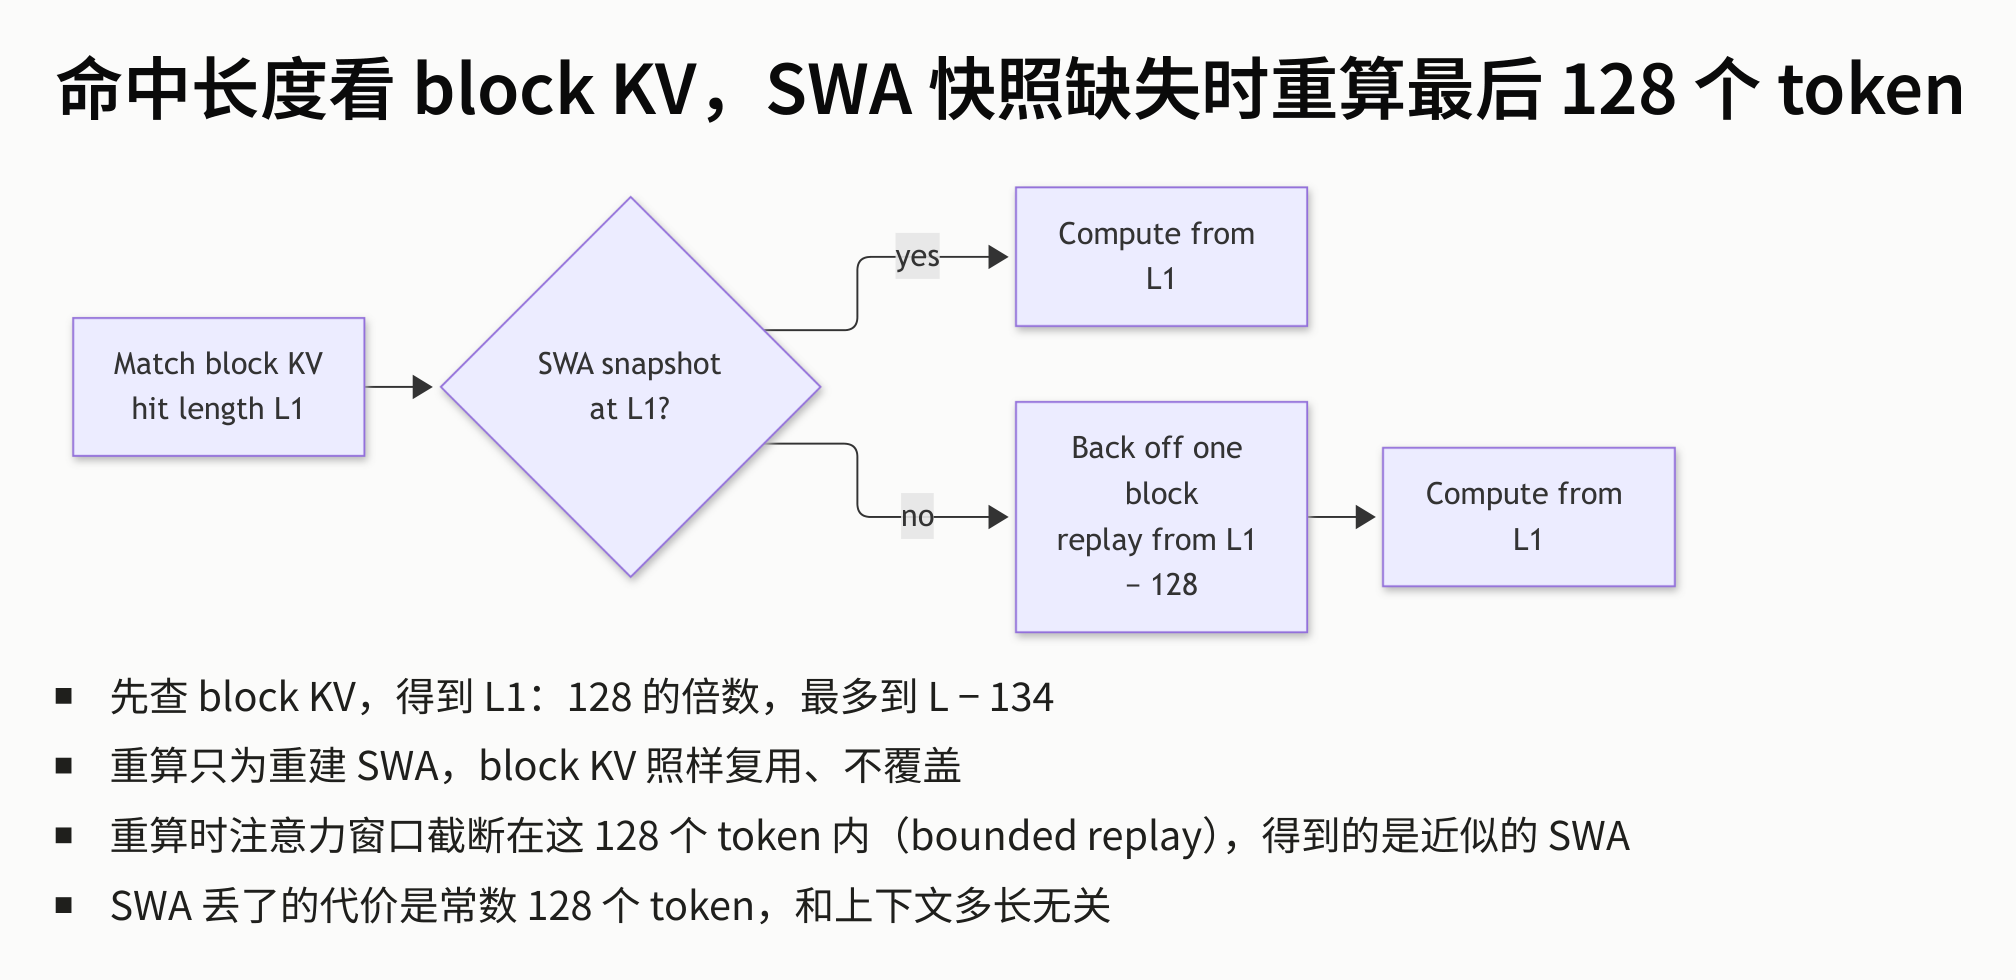 命中长度看 block KV，SWA 快照缺失时重算最后 128 个 token
Match block KV
hit length L1
SWA snapshot
at L1?
yes
Compute from
L1
no
Back off one
block
replay from L1
− 128
Compute from
L1
▪ 先查 block KV，得到 L1：128 的倍数，最多到 L − 134
▪ 重算只为重建 SWA，block KV 照样复用、不覆盖
▪ 重算时注意力窗口截断在这 128 个 token 内（bounded replay），得到的是近似的 SWA
▪ SWA 丢了的代价是常数 128 个 token，和上下文多长无关